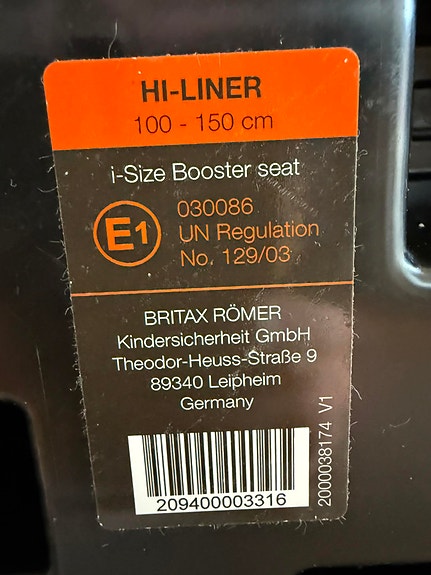 HI-LINER
100 - 150 cm
i-Size Booster seat
E1
030086
UN Regulation
No. 129/03
BRITAX RÖMER
Kindersicherheit GmbH
Theodor-Heuss-Straße 9
89340 Leipheim
Germany
209400003316
2000038174 V1